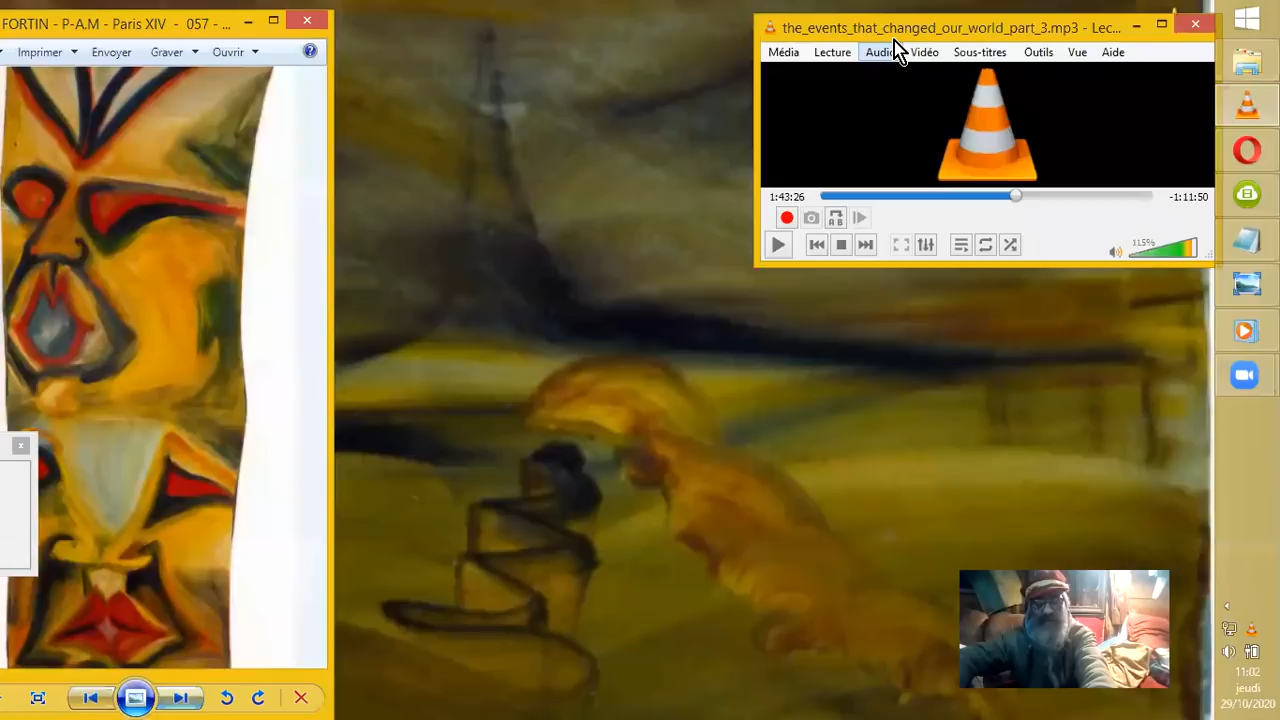 FORTIN - P-A.M - Paris XIV - 057 - ...
Imprimer Envoyer Graver Ouvrir
the_events_that_changed_our_world_part_3.mp3 - Lec...
Média Lecture Audio Vidéo Sous-titres Outils Vue Aide
1:43:26 -1:11:50
115%
11:02
jeudi
29/10/2020